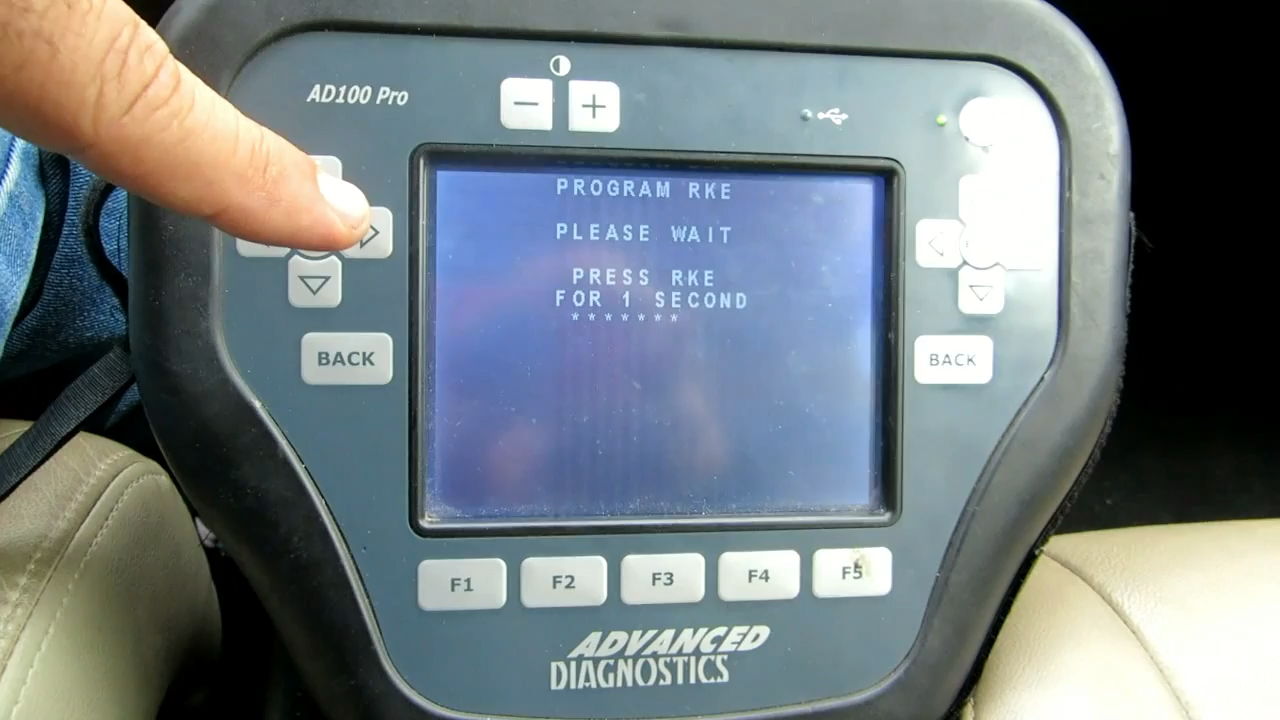 AD100 Pro
PROGRAM RKE
PLEASE WAIT
PRESS RKE
FOR 1 SECOND
*******
BACK
BACK
F1 F2 F3 F4 F5
ADVANCED
DIAGNOSTICS